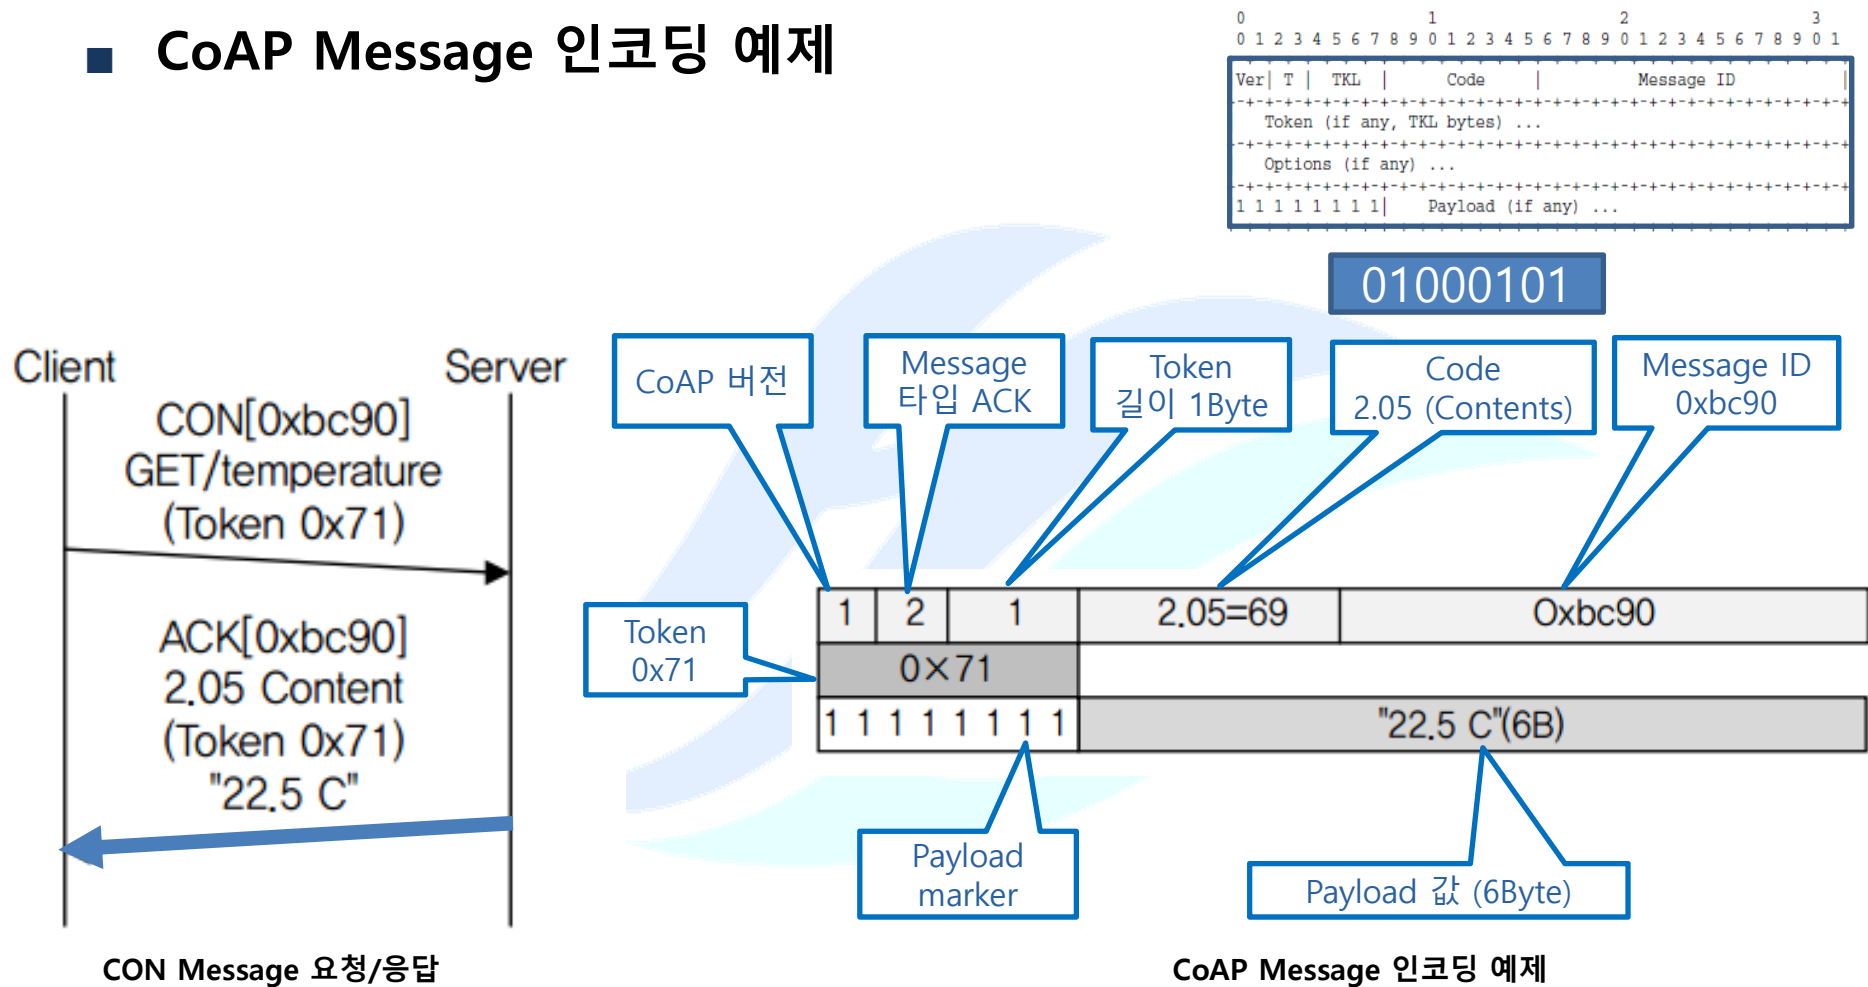 ■ CoAP Message 인코딩 예제
0 1 2 3
0 1 2 3 4 5 6 7 8 9 0 1 2 3 4 5 6 7 8 9 0 1 2 3 4 5 6 7 8 9 0 1
Ver| T | TKL | Code | Message ID |
-+-+-+-+-+-+-+-+-+-+-+-+-+-+-+-+-+-+-+-+-+-+-+-+-+-+-+-+-+-+-+-+
Token (if any, TKL bytes) ...
-+-+-+-+-+-+-+-+-+-+-+-+-+-+-+-+-+-+-+-+-+-+-+-+-+-+-+-+-+-+-+-+
Options (if any) ...
-+-+-+-+-+-+-+-+-+-+-+-+-+-+-+-+-+-+-+-+-+-+-+-+-+-+-+-+-+-+-+-+
1 1 1 1 1 1 1 1| Payload (if any) ...
01000101
Client
Server
CON[0xbc90]
GET/temperature
(Token 0x71)
ACK[0xbc90]
2.05 Content
(Token 0x71)
"22.5 C"
CON Message 요청/응답
CoAP 버전
Message
타입 ACK
Token
길이 1Byte
Code
2.05 (Contents)
Message ID
0xbc90
Token
0x71
1 2 1 2.05=69 0xbc90
0×71
1 1 1 1 1 1 1 1 "22.5 C"(6B)
Payload
marker
Payload 값 (6Byte)
CoAP Message 인코딩 예제